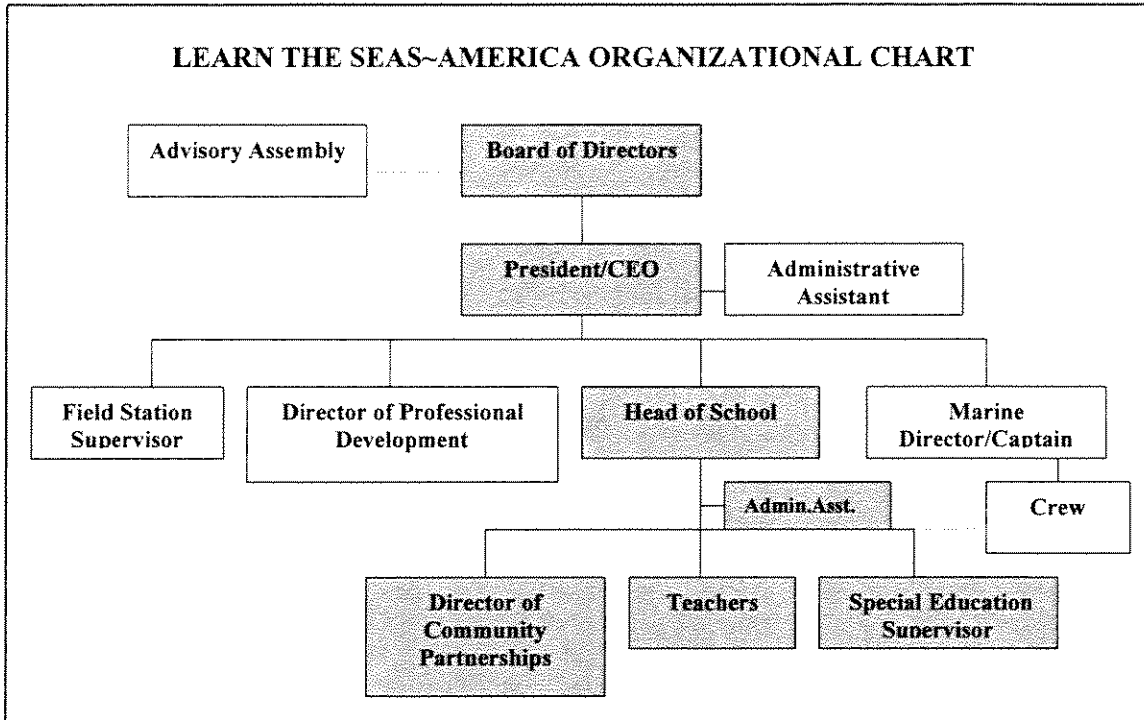 LEARN THE SEAS~AMERICA ORGANIZATIONAL CHART
Advisory Assembly
Board of Directors
President/CEO
Administrative
Assistant
Field Station
Supervisor
Director of Professional
Development
Head of School
Marine
Director/Captain
Admin.Asst.
Crew
Director of
Community
Partnerships
Teachers
Special Education
Supervisor